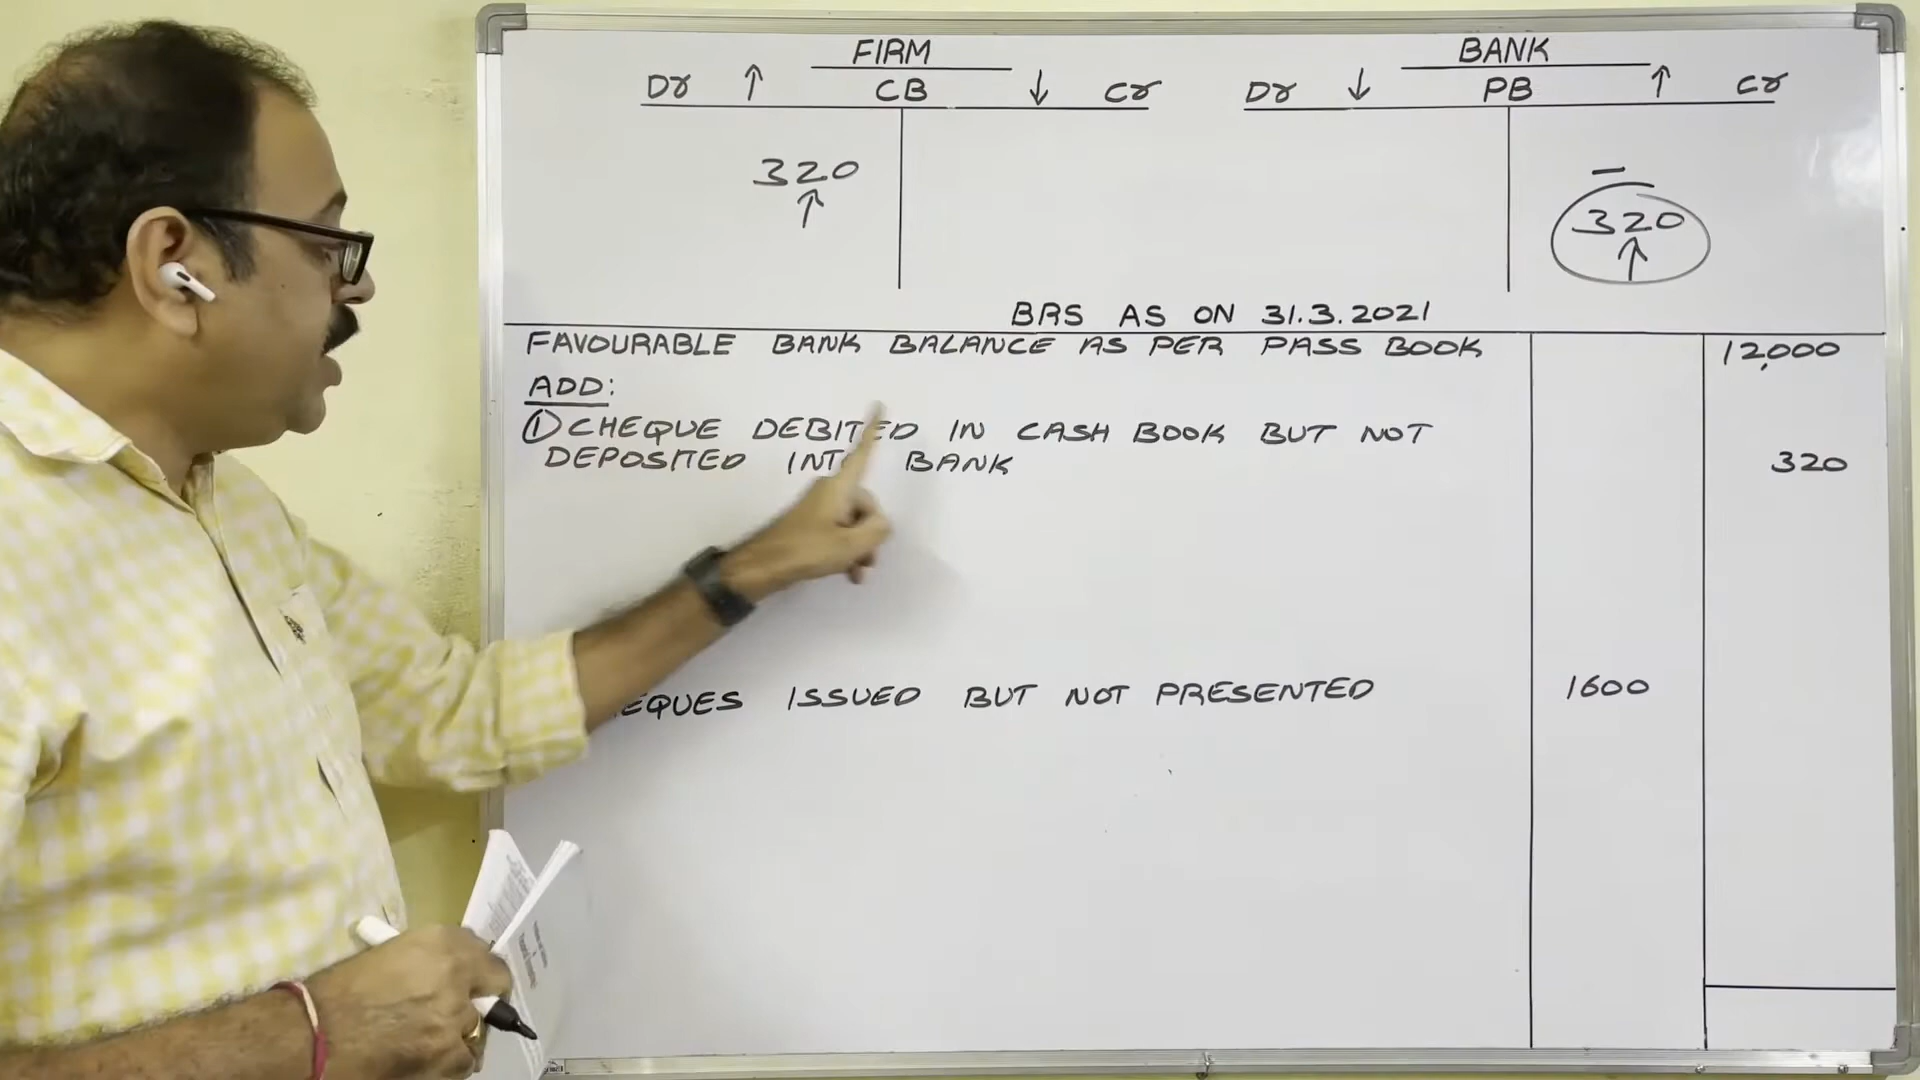 FIRM BANK
Dr ↑ CB ↓ Cr Dr ↓ PB ↑ Cr
320
320
BRS AS ON 31.3.2021
FAVOURABLE BANK BALANCE AS PER PASS BOOK 12,000
ADD:
① CHEQUE DEBITED IN CASH BOOK BUT NOT
DEPOSITED BANK 320
ISSUED BUT NOT PRESENTED 1600